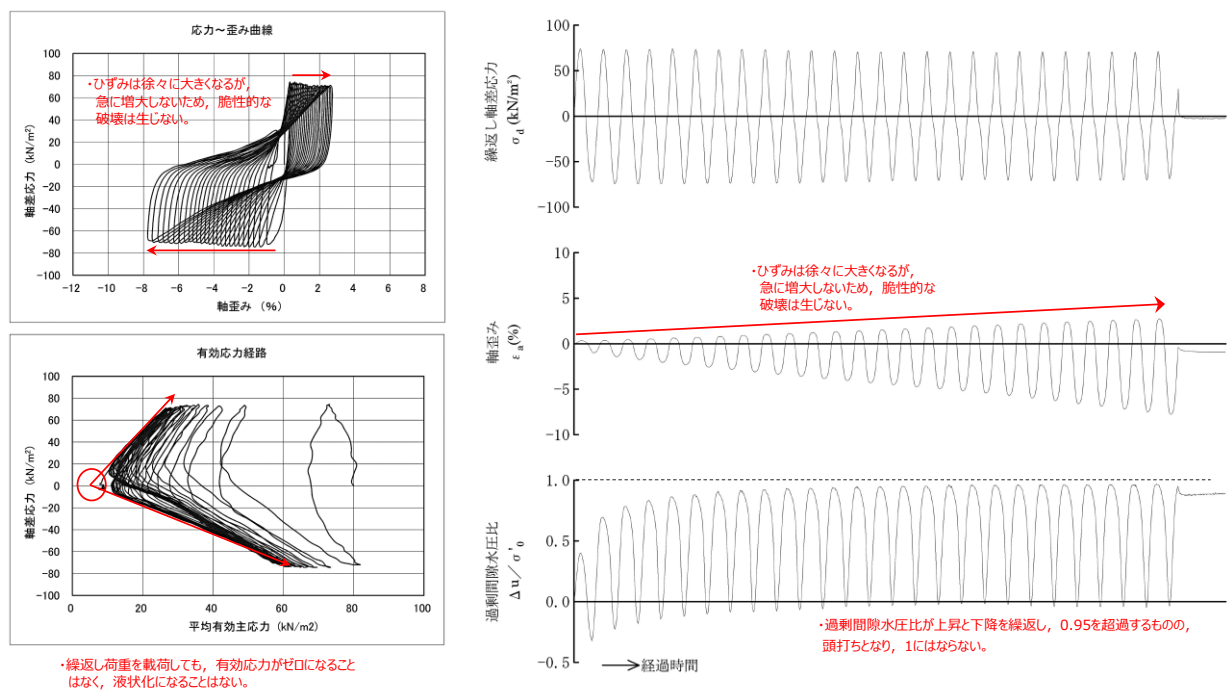 応力～歪み曲線
100
80
60
40
20
0
−20
−40
−60
−80
−100
軸差応力 (kN/m²)
・ひずみは徐々に大きくなるが，
急に増大しないため，脆性的な
破壊は生じない。
−12 −10 −8 −6 −4 −2 0 2 4 6 8
軸歪み （%）
有効応力経路
100
80
60
40
20
0
−20
−40
−60
−80
−100
軸差応力 (kN/m²)
0 20 40 60 80 100
平均有効主応力 (kN/m2)
・繰返し荷重を載荷しても，有効応力がゼロになること
はなく，液状化になることはない。
繰返し軸差応力
σd (kN/m²)
100
50
0
−50
−100
軸歪み
εa(%)
10
5
0
−5
−10
・ひずみは徐々に大きくなるが，
急に増大しないため，脆性的な
破壊は生じない。
過剰間隙水圧比
Δu／σ'0
1.0
0.5
0.0
−0.5
・過剰間隙水圧比が上昇と下降を繰返し，0.95を超過するものの，
頭打ちとなり，1にはならない。
→経過時間